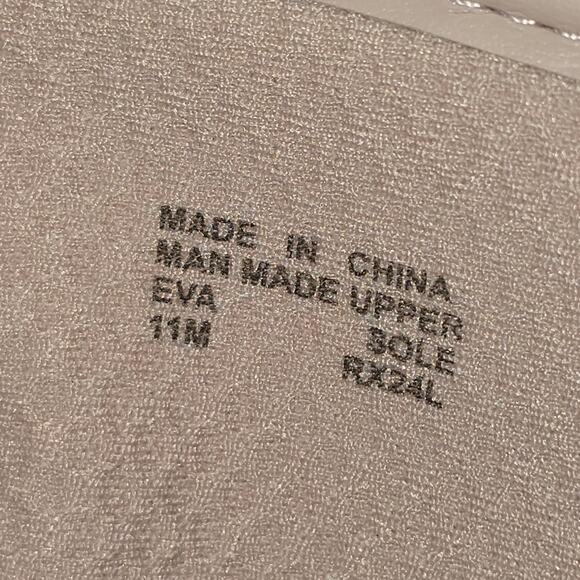 MADE IN CHINA
MAN MADE UPPER
EVA SOLE
11M RX24L